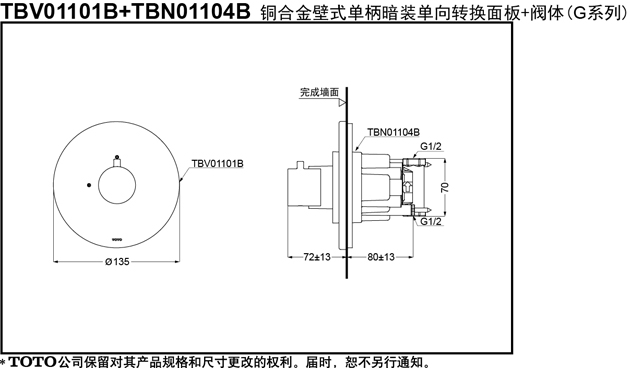 TBV01101B+TBN01104B 铜合金壁式单柄暗装单向转换面板+阀体(G系列)
完成墙面
TBN01104B
G1/2
TBV01101B
70
TOTO
G1/2
72±13
80±13
Ø135
*TOTO公司保留对其产品规格和尺寸更改的权利。届时，恕不另行通知。